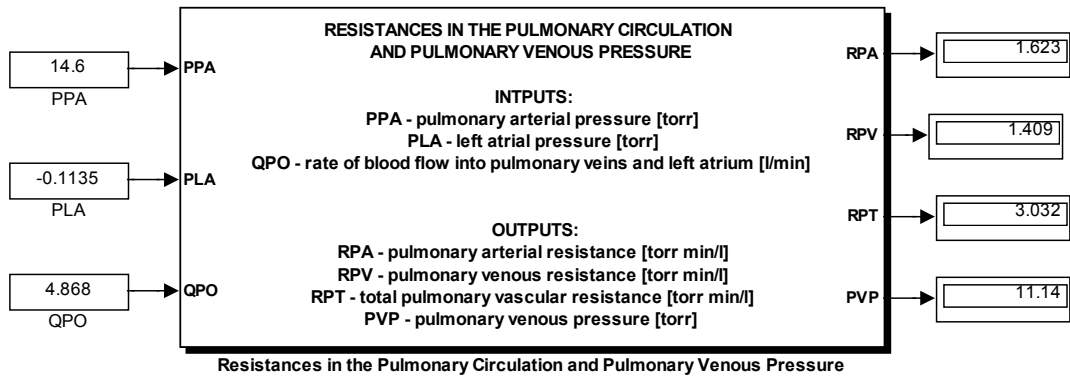 RESISTANCES IN THE PULMONARY CIRCULATION
AND PULMONARY VENOUS PRESSURE
INTPUTS:
PPA - pulmonary arterial pressure [torr]
PLA - left atrial pressure [torr]
QPO - rate of blood flow into pulmonary veins and left atrium [l/min]
OUTPUTS:
RPA - pulmonary arterial resistance [torr min/l]
RPV - pulmonary venous resistance [torr min/l]
RPT - total pulmonary vascular resistance [torr min/l]
PVP - pulmonary venous pressure [torr]
14.6
PPA
PPA
-0.1135
PLA
PLA
4.868
QPO
QPO
RPA
1.623
RPV
1.409
RPT
3.032
PVP
11.14
Resistances in the Pulmonary Circulation and Pulmonary Venous Pressure